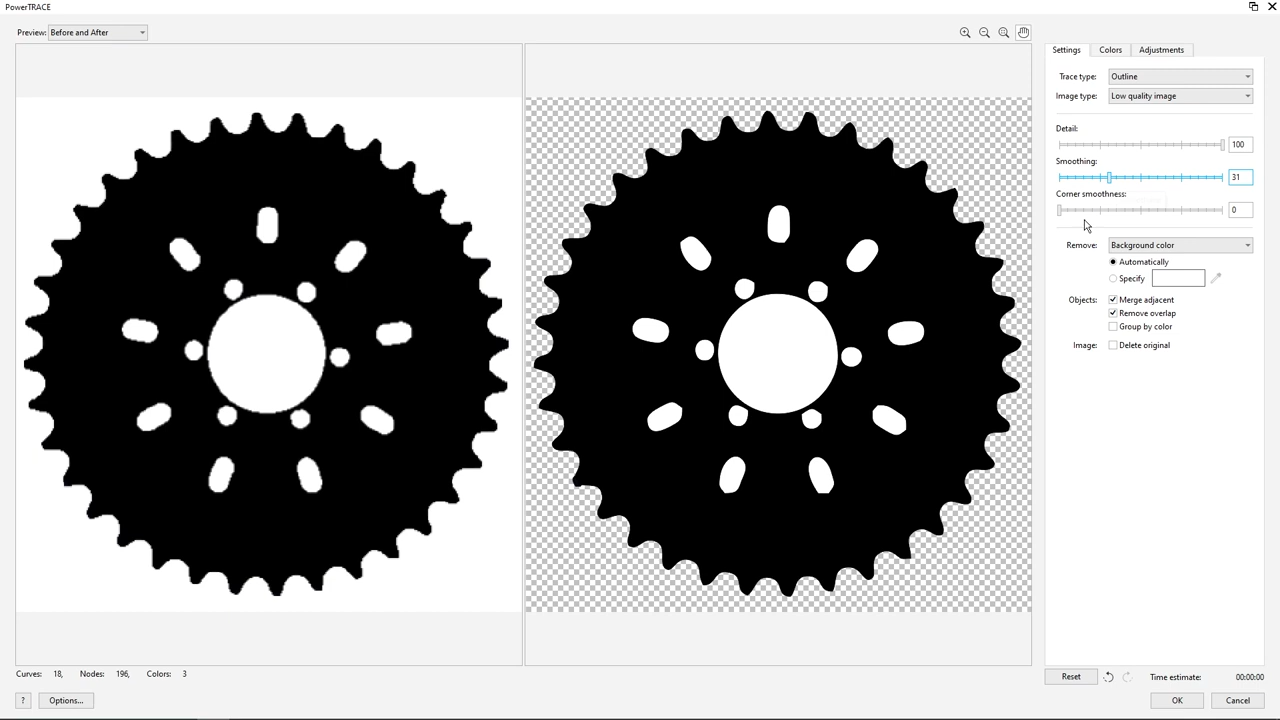 PowerTRACE
Preview: Before and After
Settings Colors Adjustments
Trace type: Outline
Image type: Low quality image
Detail:
100
Smoothing:
31
Corner smoothness:
0
Remove: Background color
Automatically
Specify
Objects: Merge adjacent
Remove overlap
Group by color
Image: Delete original
Curves: 18, Nodes: 196, Colors: 3
Reset Time estimate: 00:00:00
? Options... OK Cancel